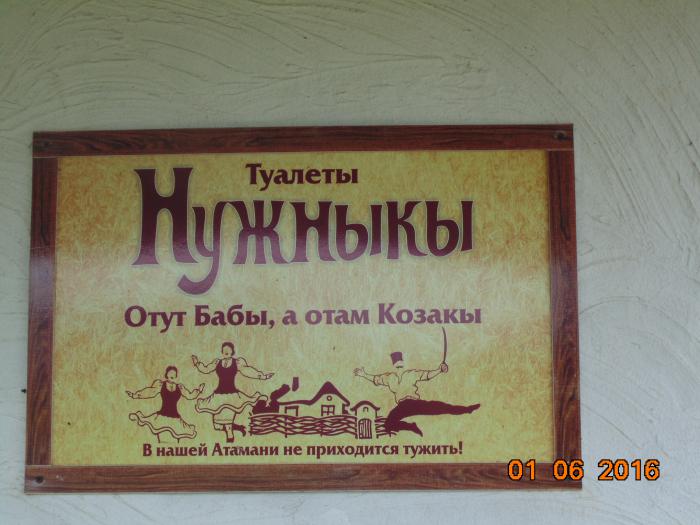 Туалеты
Нужныкы
Отут Бабы, а отам Козакы
В нашей Атамани не приходится тужить!
01 06 2016